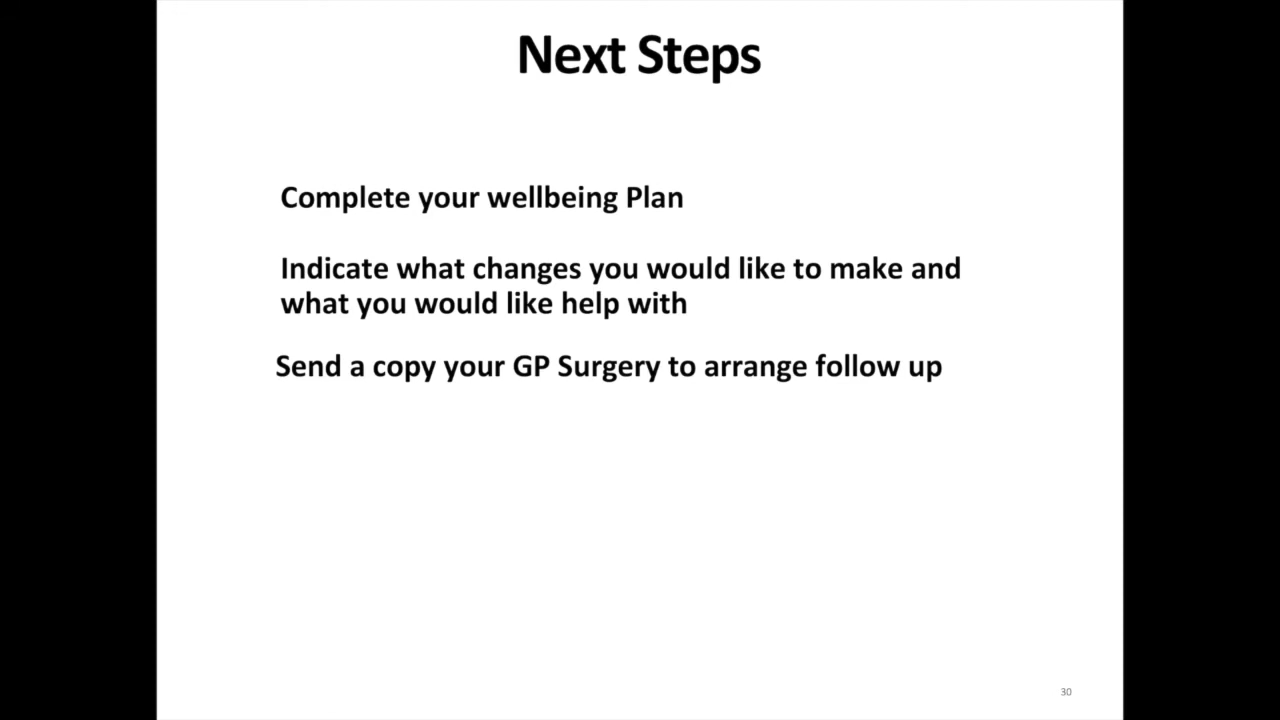 Next Steps
Complete your wellbeing Plan
Indicate what changes you would like to make and
what you would like help with
Send a copy your GP Surgery to arrange follow up
30